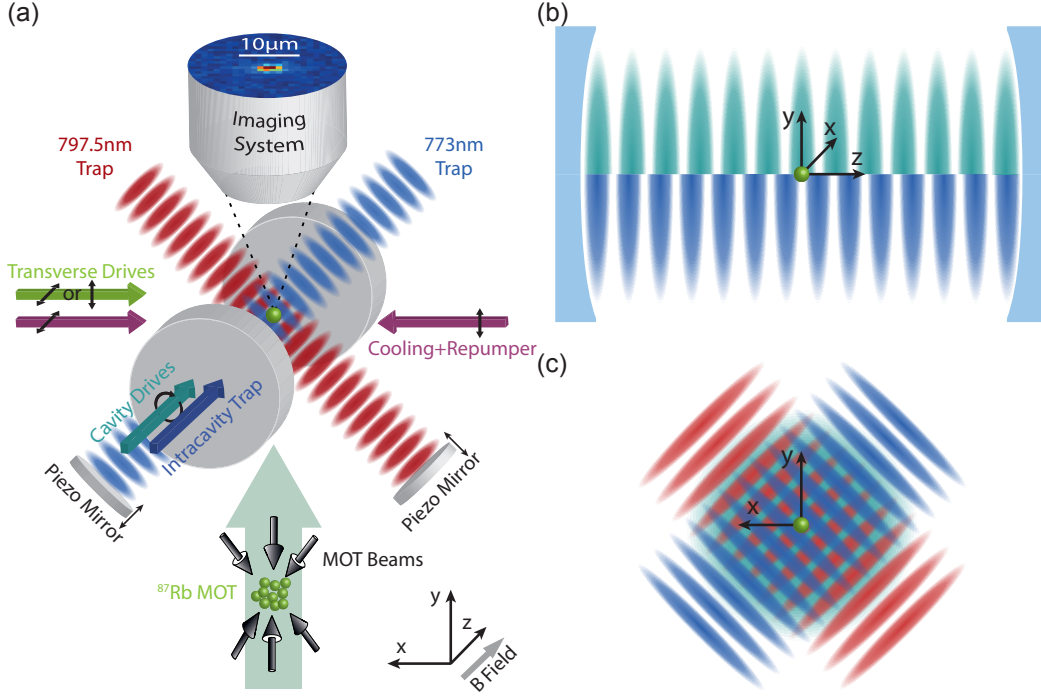 (a)
10μm
Imaging
System
797.5nm
Trap
773nm
Trap
Transverse Drives
or
Cooling+Repumper
Cavity Drives
Intracavity Trap
Piezo Mirror
Piezo Mirror
MOT Beams
⁸⁷Rb MOT
y
z
x
B Field
(b)
y
x
z
(c)
y
x